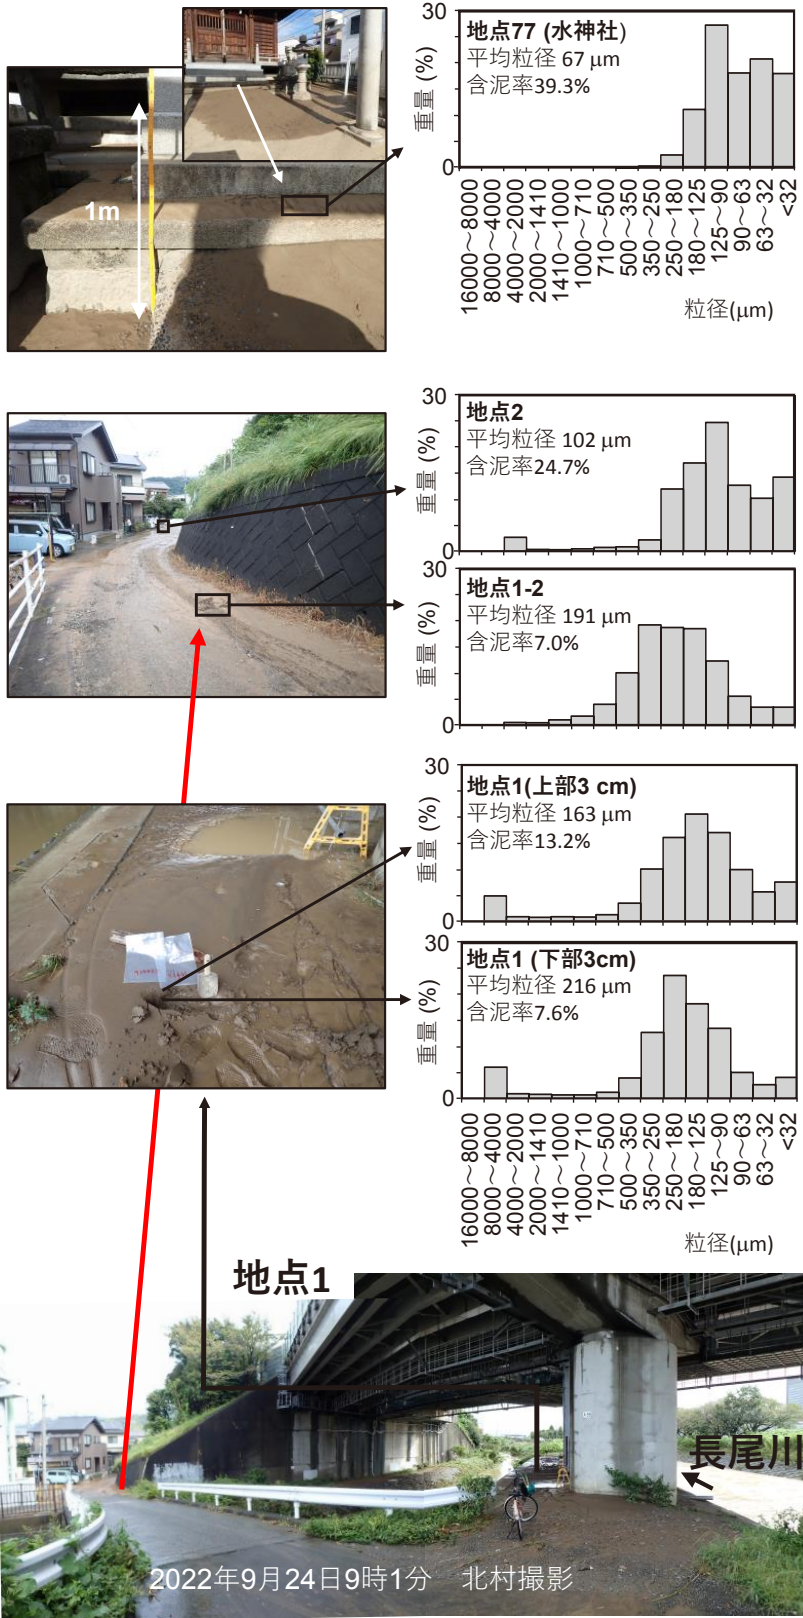 地点77 (水神社)
平均粒径 67 μm
含泥率39.3%
30
0
重量 (%)
16000～8000
8000～4000
4000～2000
2000～1410
1410～1000
1000～710
710～500
500～350
350～250
250～180
180～125
125～90
90～63
63～32
<32
粒径(μm)
1m
地点2
平均粒径 102 μm
含泥率24.7%
30
0
重量 (%)
地点1-2
平均粒径 191 μm
含泥率7.0%
30
0
重量 (%)
地点1(上部3 cm)
平均粒径 163 μm
含泥率13.2%
30
0
重量 (%)
地点1 (下部3cm)
平均粒径 216 μm
含泥率7.6%
30
0
重量 (%)
16000～8000
8000～4000
4000～2000
2000～1410
1410～1000
1000～710
710～500
500～350
350～250
250～180
180～125
125～90
90～63
63～32
<32
粒径(μm)
地点1
長尾川
2022年9月24日9時1分　北村撮影